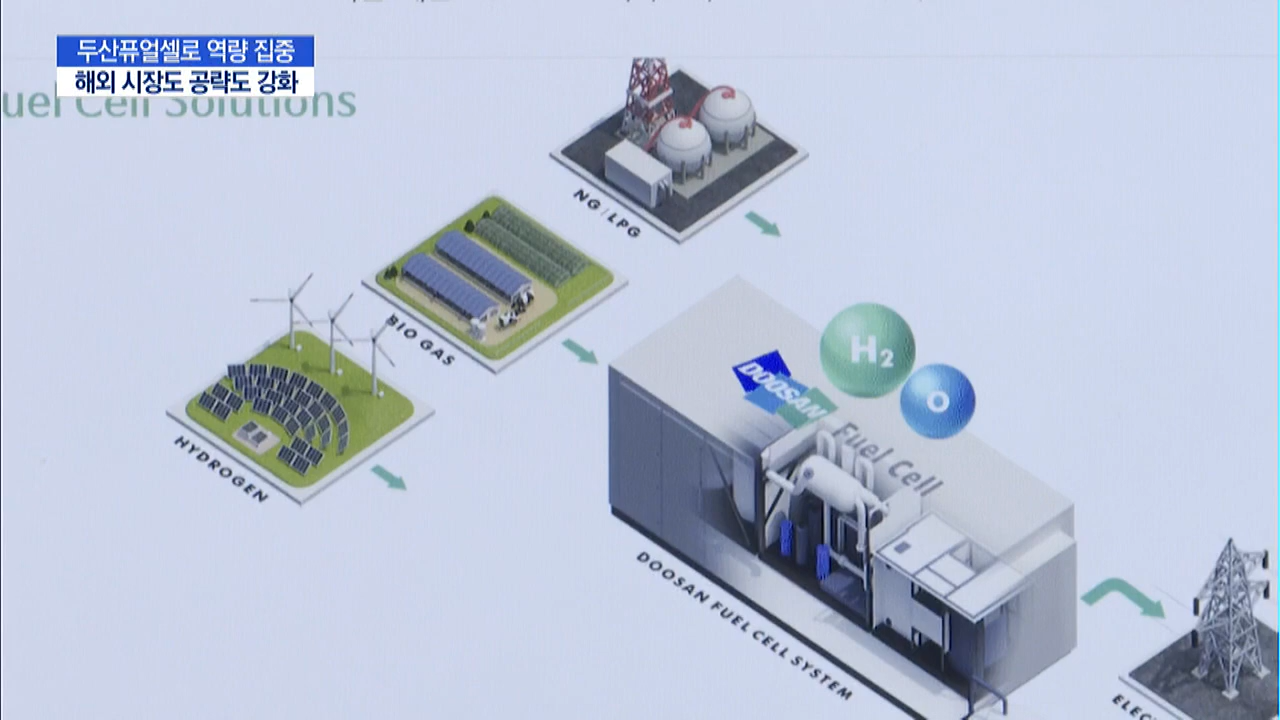 두산퓨얼셀로 역량 집중
해외 시장도 공략도 강화
Cell Solutions
NG/LPG
BIO GAS
HYDROGEN
H2
O
DOOSAN
Fuel Cell
DOOSAN FUEL CELL SYSTEM